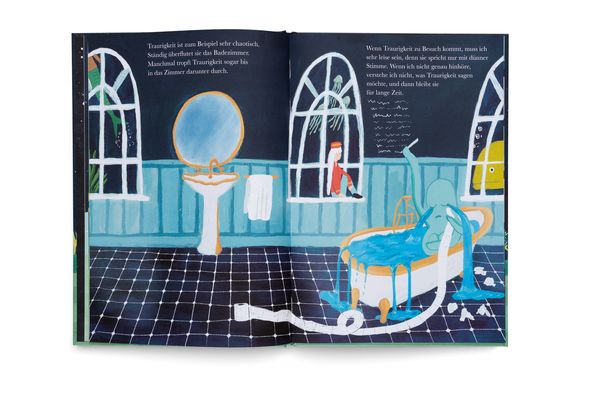 Traurigkeit ist zum Beispiel sehr chaotisch,
Ständig überflutet sie das Badezimmer.
Manchmal tropft Traurigkeit sogar bis
in das Zimmer darunter durch.
Wenn Traurigkeit zu Besuch kommt, muss ich
sehr leise sein, denn sie spricht nur mit dünner
Stimme. Wenn ich nicht genau hinhöre,
verstehe ich nicht, was Traurigkeit sagen
möchte, und dann bleibt sie
für lange Zeit.